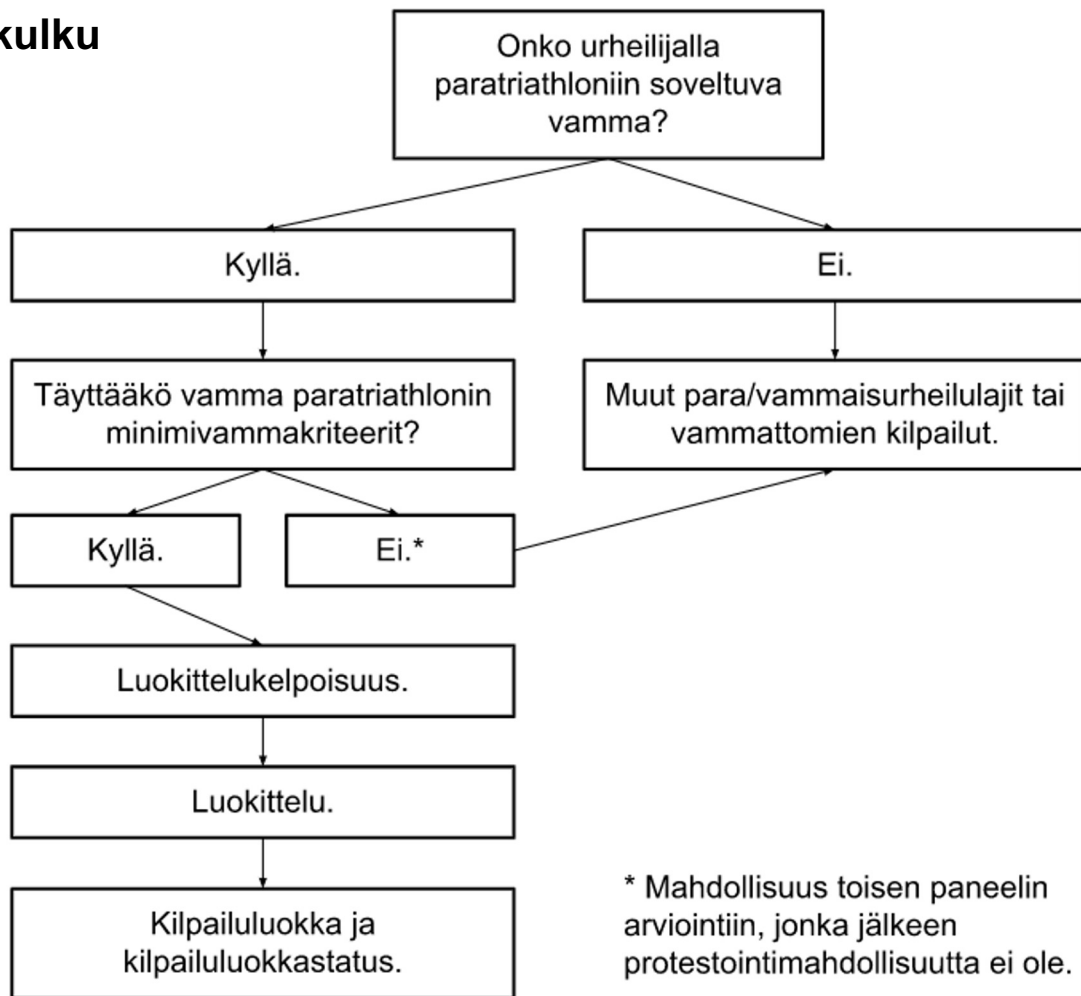 kulku
Onko urheilijalla
paratriathloniin soveltuva
vamma?
Kyllä.
Ei.
Täyttääkö vamma paratriathlonin
minimivammakriteerit?
Muut para/vammaisurheilulajit tai
vammattomien kilpailut.
Kyllä.
Ei.*
Luokittelukelpoisuus.
Luokittelu.
Kilpailuluokka ja
kilpailuluokkastatus.
* Mahdollisuus toisen paneelin
arviointiin, jonka jälkeen
protestointimahdollisuutta ei ole.